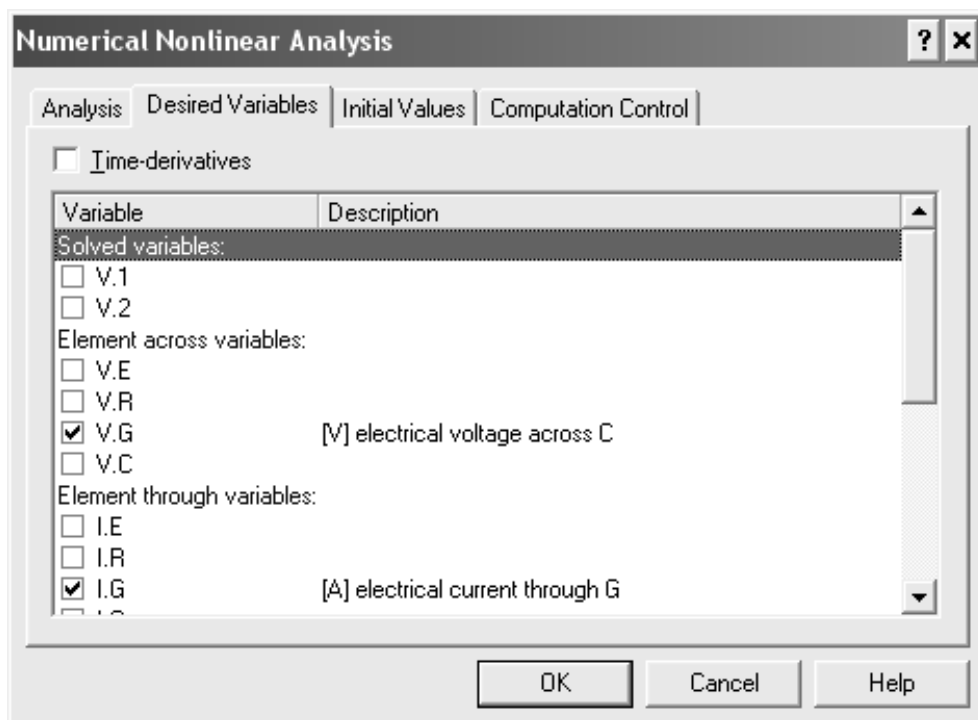 Numerical Nonlinear Analysis
Analysis Desired Variables Initial Values Computation Control
Time-derivatives
Variable Description
Solved variables:
V.1
V.2
Element across variables:
V.E
V.R
V.G [V] electrical voltage across C
V.C
Element through variables:
I.E
I.R
I.G [A] electrical current through G
OK Cancel Help